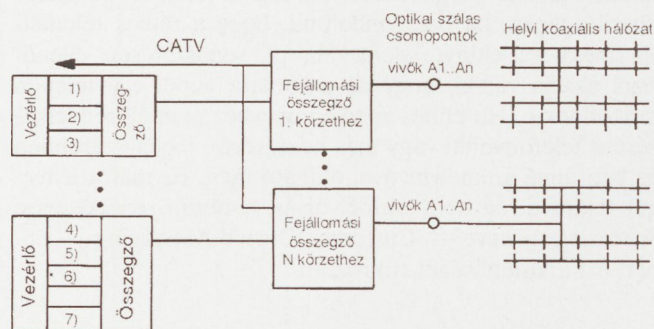 CATV
Optikai szálas
csomópontok
Helyi koaxiális hálózat
Vezérlő
1)
2)
3)
Összeg-
ző
Fejállomási
összegző
1. körzethez
vivők A1..An
Vezérlő
4)
5)
6)
7)
Összegző
Fejállomási
összegző
N körzethez
vivők A1..An